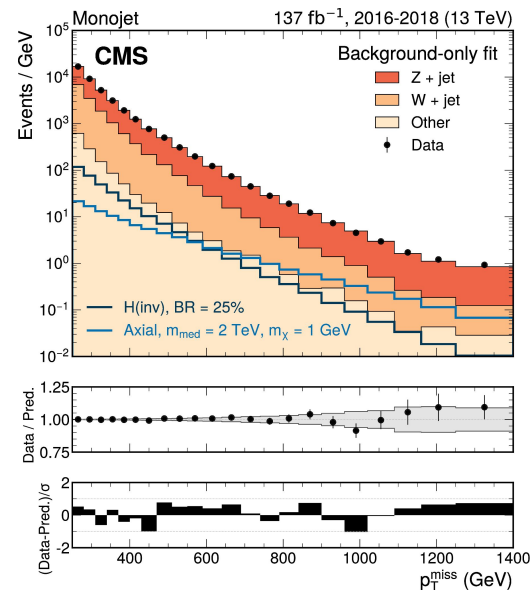 Monojet 137 fb⁻¹, 2016-2018 (13 TeV)
CMS
Background-only fit
Z + jet
W + jet
Other
Data
H(inv), BR = 25%
Axial, m_med = 2 TeV, m_χ = 1 GeV
Events / GeV
10⁵
10⁴
10³
10²
10¹
10⁰
10⁻¹
10⁻²
Data / Pred.
1.25
1.00
0.75
(Data-Pred.)/σ
2
0
-2
400 600 800 1000 1200 1400
p_T^miss (GeV)